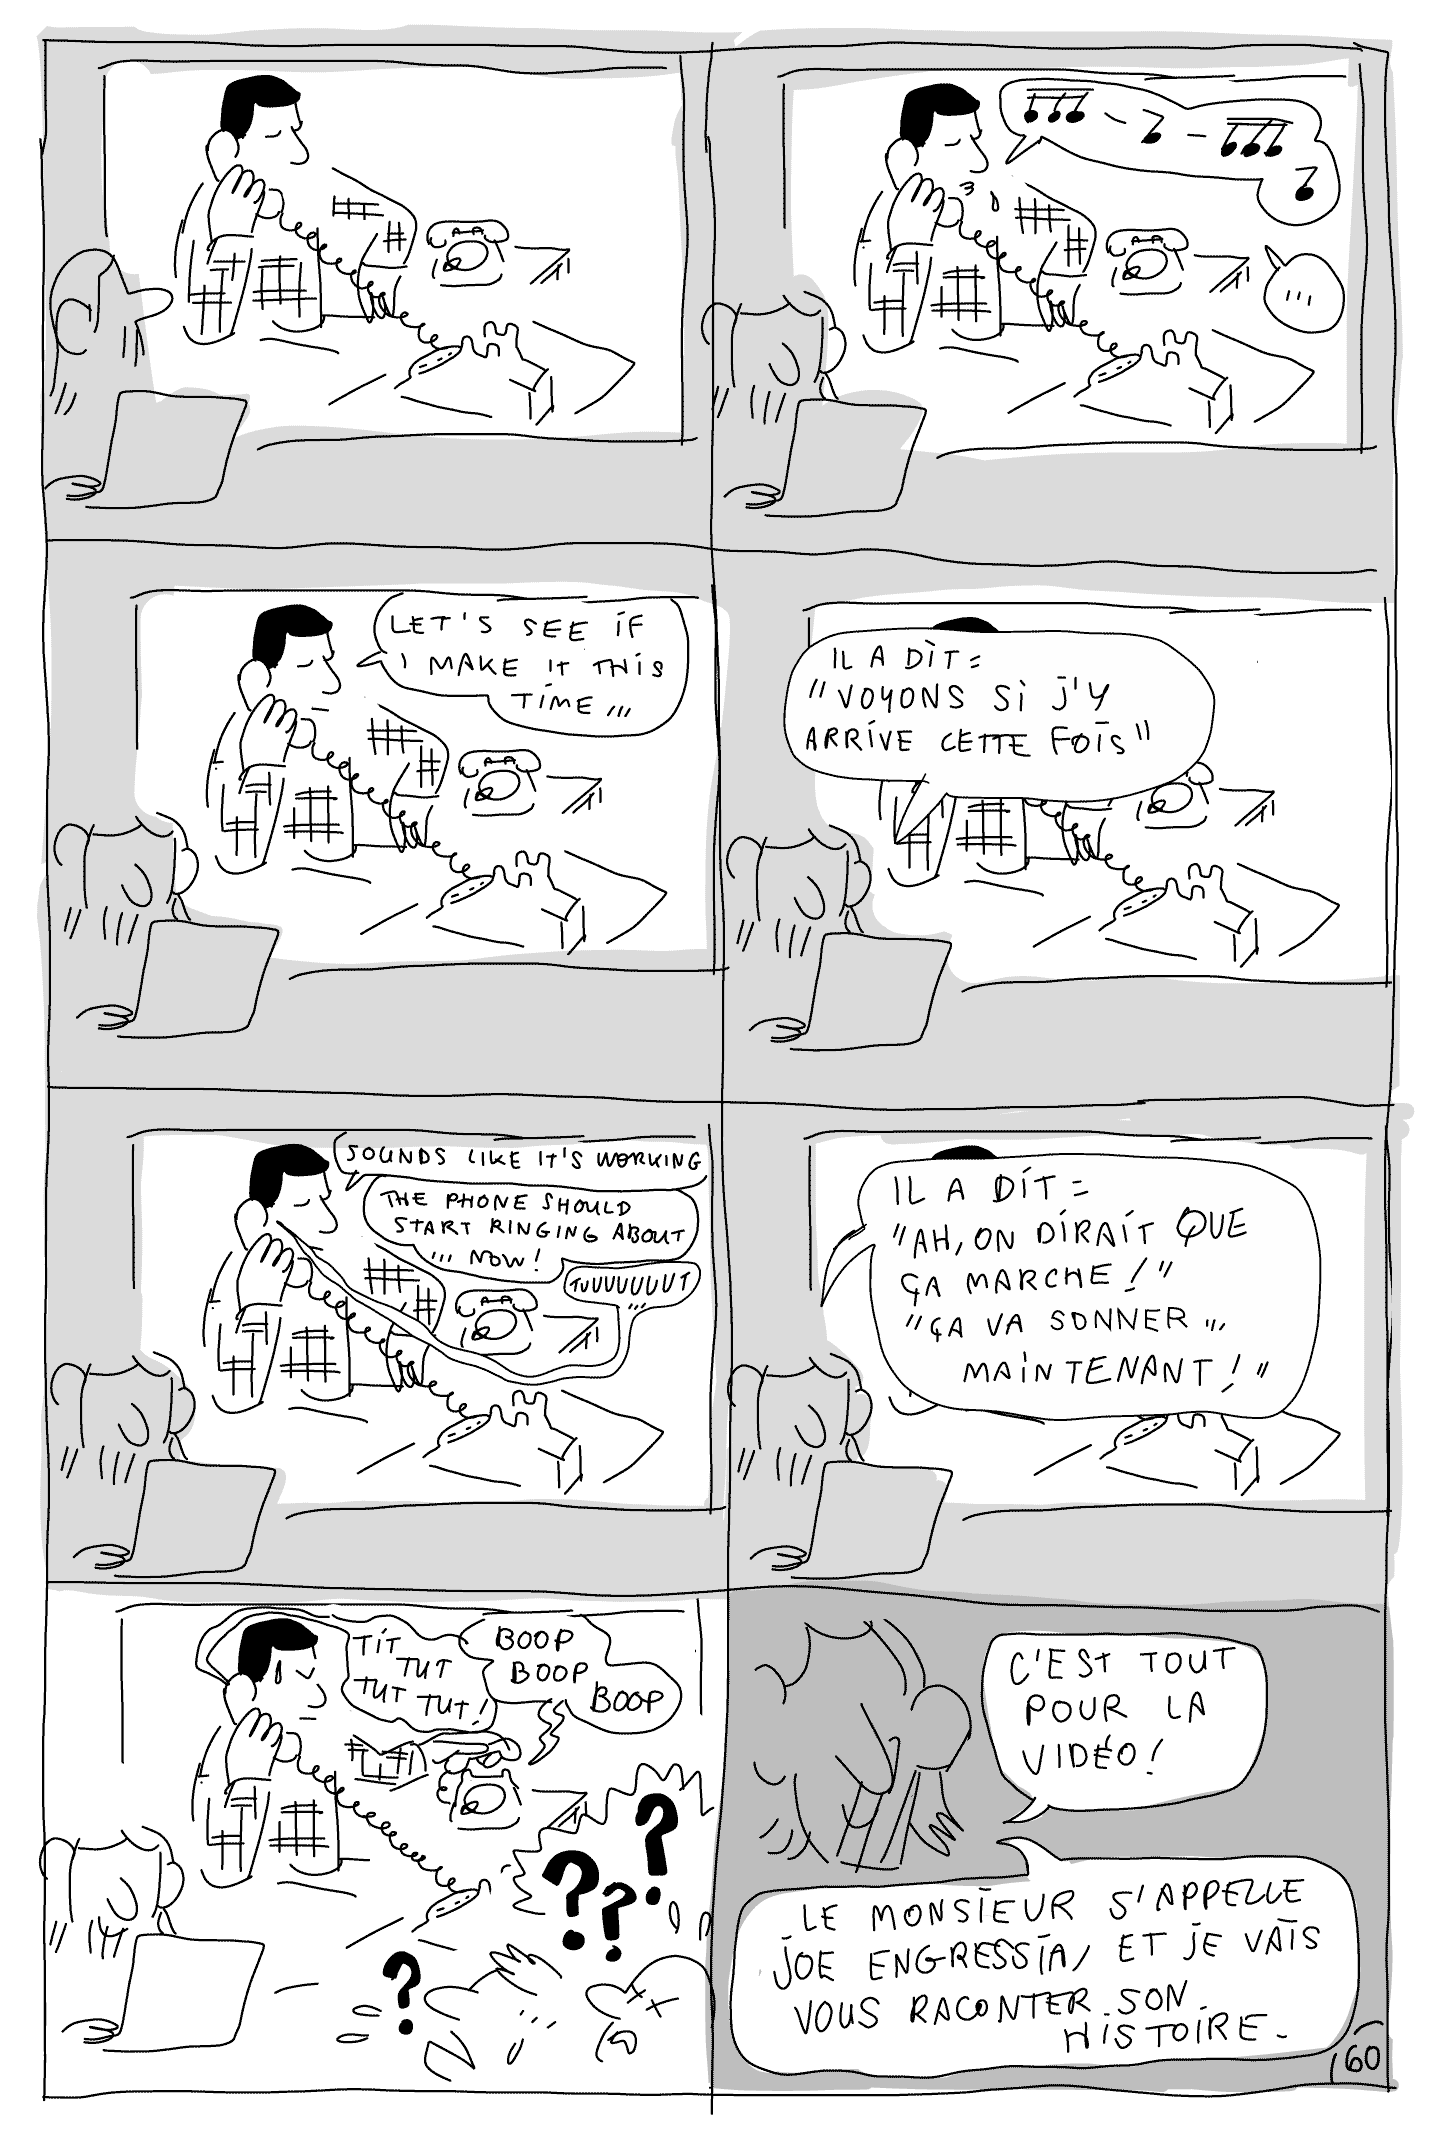 ...
LET'S SEE IF
I MAKE IT THIS
TIME ...
IL A DIT :
"VOYONS SI J'Y
ARRIVE CETTE FOIS"
SOUNDS LIKE IT'S WORKING
THE PHONE SHOULD
START RINGING ABOUT
... NOW !
TUUUUUUUT
...
IL A DIT :
"AH, ON DIRAIT QUE
ÇA MARCHE !"
"ÇA VA SONNER ...
MAINTENANT !"
TIT
TUT
TUT TUT !
BOOP
BOOP
BOOP
?
? ?
?
C'EST TOUT
POUR LA
VIDÉO !
LE MONSIEUR S'APPELLE
JOE ENGRESSIA, ET JE VAIS
VOUS RACONTER SON
HISTOIRE.
60